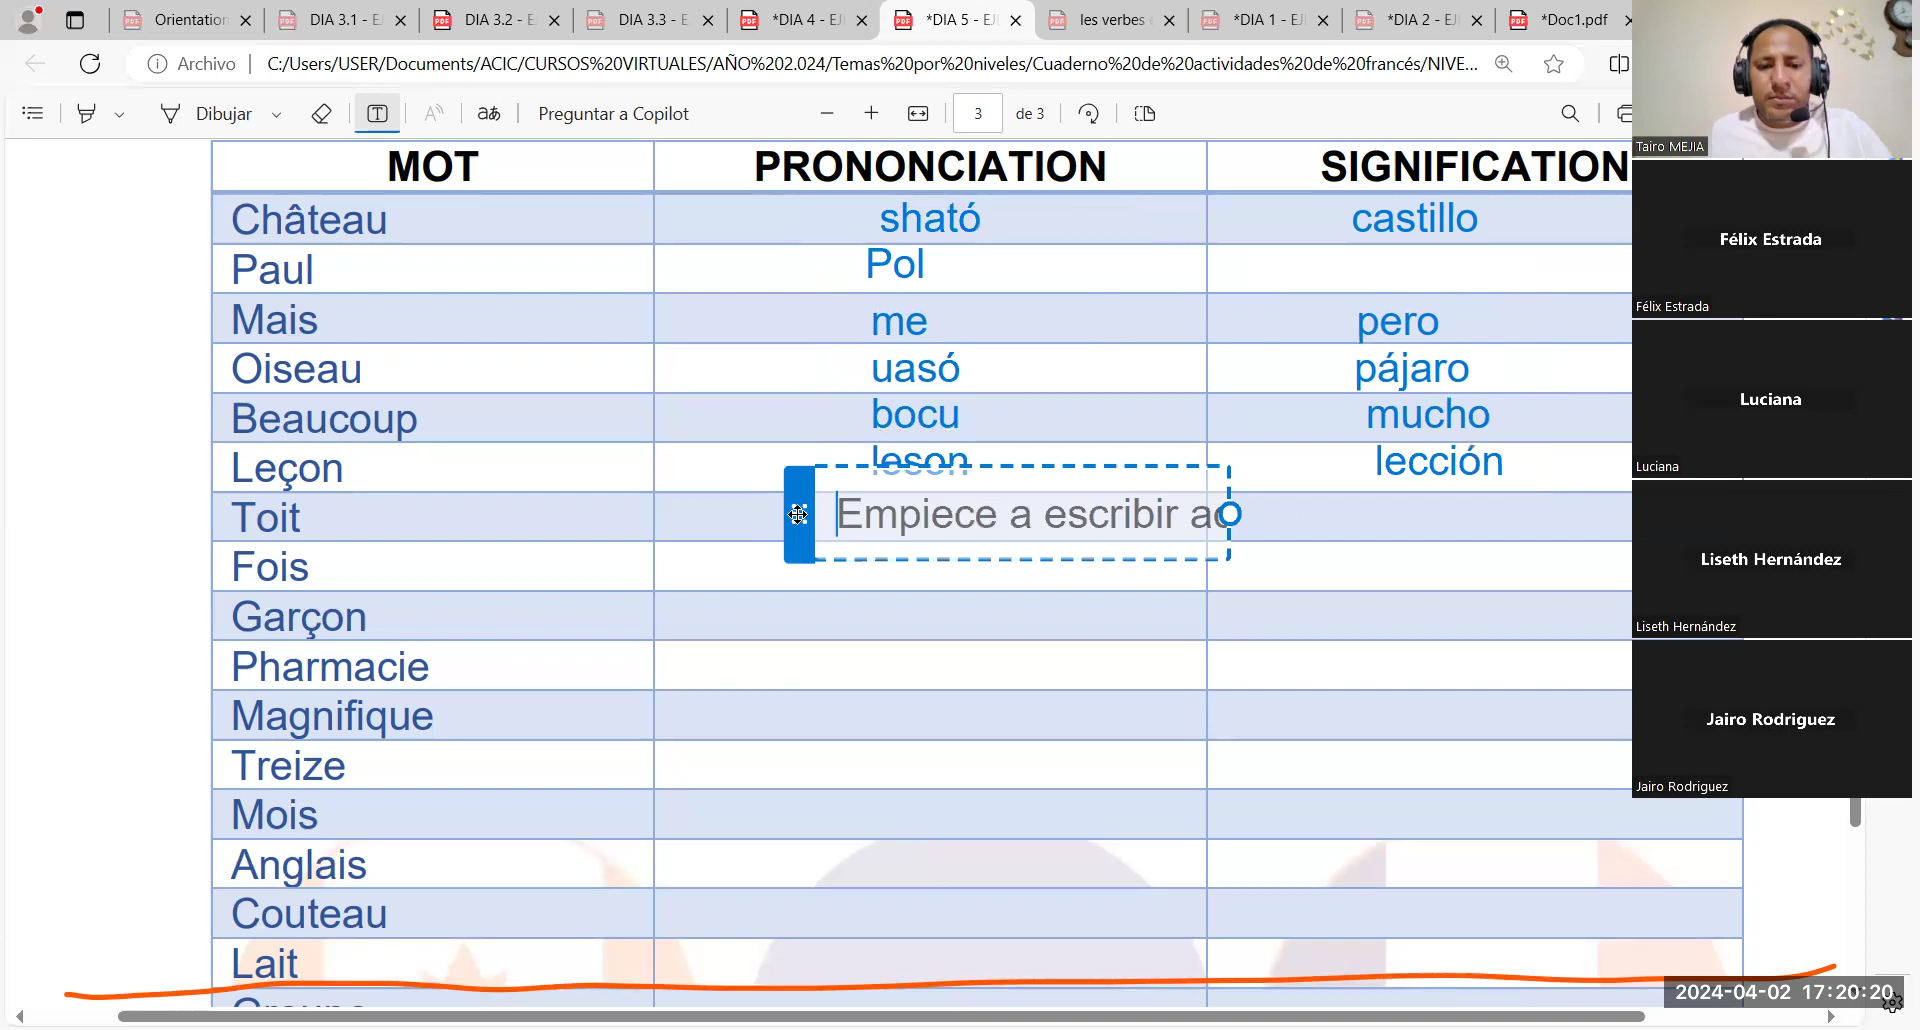 Orientation
DIA 3.1 - E
DIA 3.2 - E
DIA 3.3 - E
*DIA 4 - EJ
*DIA 5 - EJ
les verbes
*DIA 1 - EJ
*DIA 2 - EJ
*Doc1.pdf
Archivo
C:/Users/USER/Documents/ACIC/CURSOS%20VIRTUALES/AÑO%202.024/Temas%20por%20niveles/Cuaderno%20de%20actividades%20de%20francés/NIVE...
Dibujar
Preguntar a Copilot
3 de 3
MOT PRONONCIATION SIGNIFICATION
Château sható castillo
Paul Pol
Mais me pero
Oiseau uasó pájaro
Beaucoup bocu mucho
Leçon leson lección
Toit Empiece a escribir
Fois
Garçon
Pharmacie
Magnifique
Treize
Mois
Anglais
Couteau
Lait
Tairo MEJIA
Félix Estrada
Félix Estrada
Luciana
Luciana
Liseth Hernández
Liseth Hernández
Jairo Rodriguez
Jairo Rodriguez
2024-04-02 17:20:20